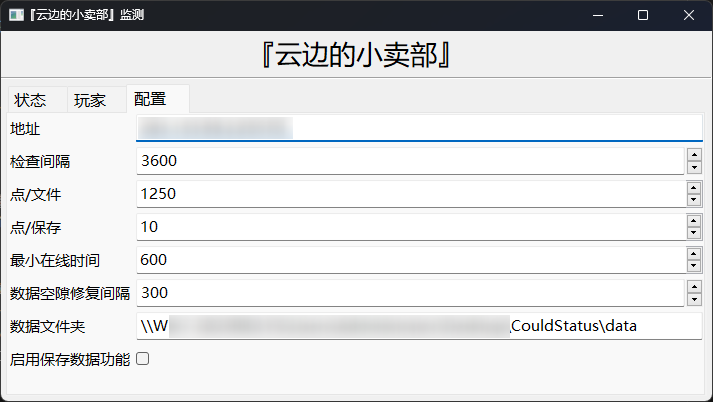 『云边的小卖部』监测
『云边的小卖部』
状态 玩家 配置
地址
检查间隔 3600
点/文件 1250
点/保存 10
最小在线时间 600
数据空隙修复间隔 300
数据文件夹 \\W \CouldStatus\data
启用保存数据功能